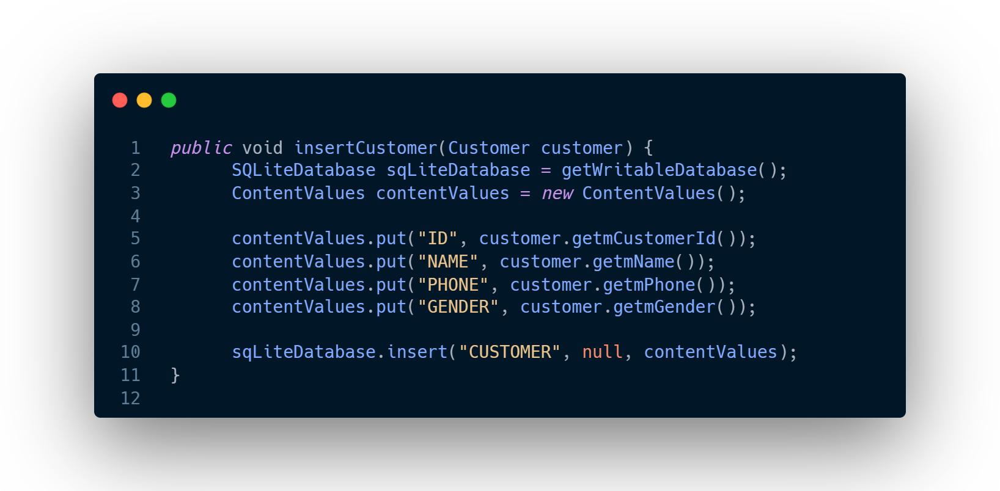 1 public void insertCustomer(Customer customer) {
2 SQLiteDatabase sqLiteDatabase = getWritableDatabase();
3 ContentValues contentValues = new ContentValues();
4
5 contentValues.put("ID", customer.getmCustomerId());
6 contentValues.put("NAME", customer.getmName());
7 contentValues.put("PHONE", customer.getmPhone());
8 contentValues.put("GENDER", customer.getmGender());
9
10 sqLiteDatabase.insert("CUSTOMER", null, contentValues);
11 }
12